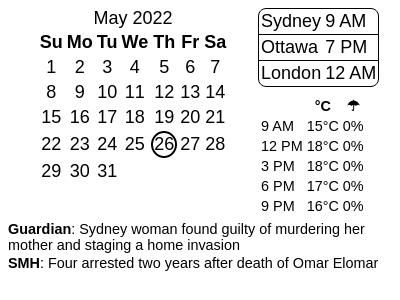 May 2022
Su Mo Tu We Th Fr Sa
1 2 3 4 5 6 7
8 9 10 11 12 13 14
15 16 17 18 19 20 21
22 23 24 25 26 27 28
29 30 31
Sydney 9 AM
Ottawa 7 PM
London 12 AM
°C ☂
9 AM 15°C 0%
12 PM 18°C 0%
3 PM 18°C 0%
6 PM 17°C 0%
9 PM 16°C 0%
Guardian: Sydney woman found guilty of murdering her
mother and staging a home invasion
SMH: Four arrested two years after death of Omar Elomar